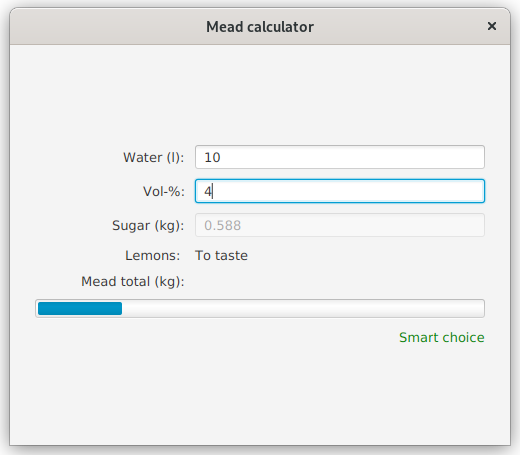 Mead calculator
Water (l): 10
Vol-%: 4
Sugar (kg): 0.588
Lemons: To taste
Mead total (kg):
Smart choice